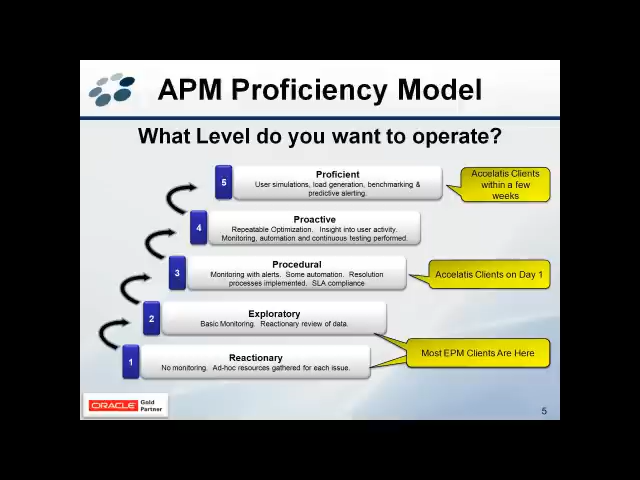 APM Proficiency Model
What Level do you want to operate?
5
Proficient
User simulations, load generation, benchmarking &
predictive alerting.
Accelatis Clients
within a few
weeks
4
Proactive
Repeatable Optimization. Insight into user activity.
Monitoring, automation and continuous testing performed.
3
Procedural
Monitoring with alerts. Some automation. Resolution
processes implemented. SLA compliance
Accelatis Clients on Day 1
2
Exploratory
Basic Monitoring. Reactionary review of data.
Most EPM Clients Are Here
1
Reactionary
No monitoring. Ad-hoc resources gathered for each issue.
ORACLE
Gold
Partner
5